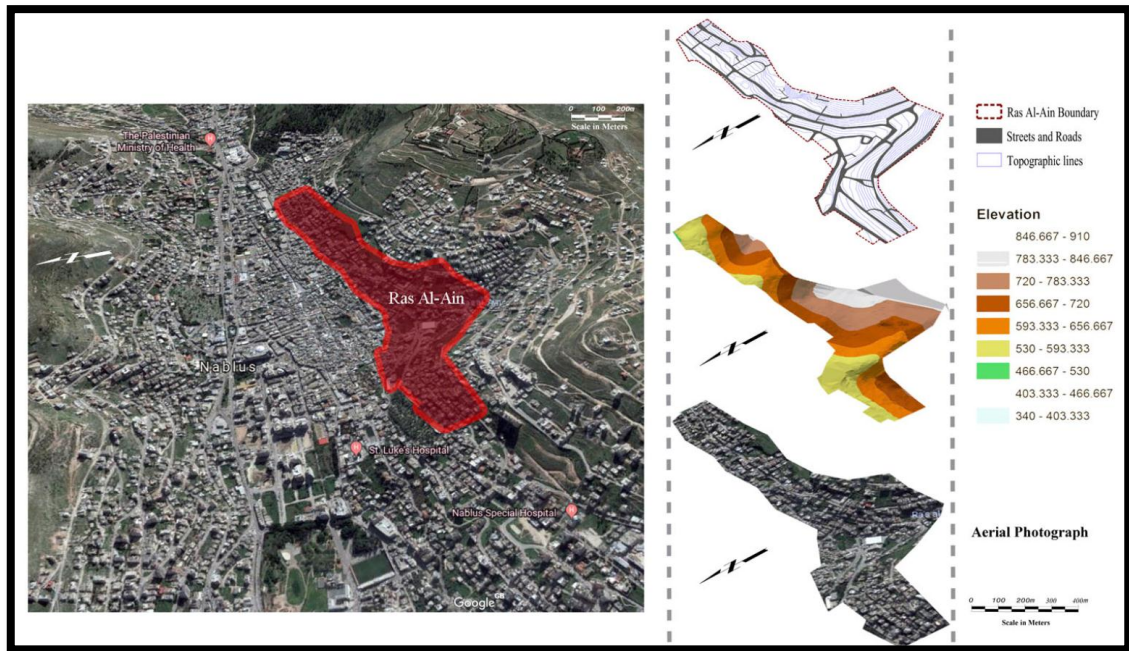 0 100 200m
Scale in Meters
The Palestinian
Ministry of Health
H
Ras Al-Ain
Nablus
H
St. Luke's Hospital
Nablus Special Hospital
H
Google
Ras Al-Ain Boundary
Streets and Roads
Topographic lines
Elevation
846.667 - 910
783.333 - 846.667
720 - 783.333
656.667 - 720
593.333 - 656.667
530 - 593.333
466.667 - 530
403.333 - 466.667
340 - 403.333
Aerial Photograph
0 100 200m 300 400m
Scale in Meters